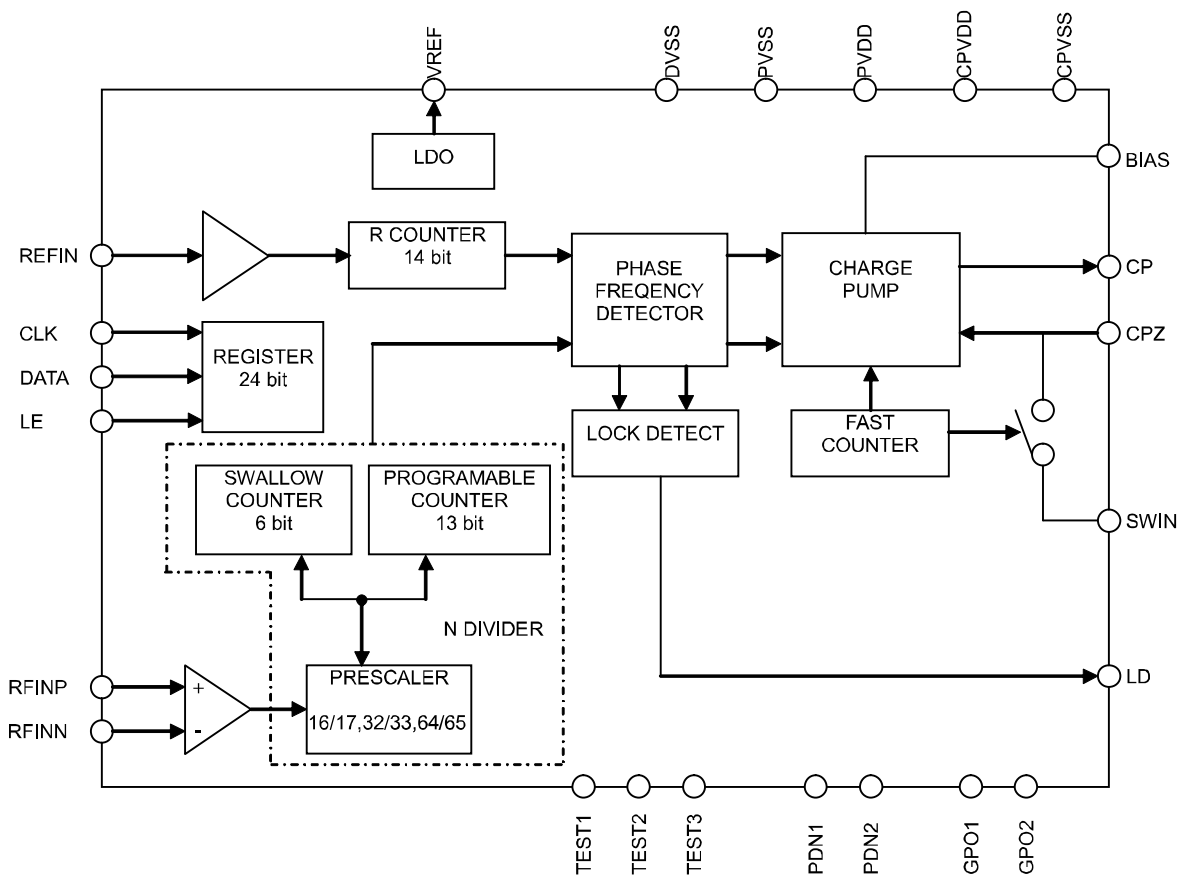 VREF
DVSS
PVSS
PVDD
CPVDD
CPVSS
LDO
BIAS
REFIN
R COUNTER
14 bit
PHASE
FREQENCY
DETECTOR
CHARGE
PUMP
CP
CLK
DATA
LE
REGISTER
24 bit
CPZ
LOCK DETECT
FAST
COUNTER
SWALLOW
COUNTER
6 bit
PROGRAMABLE
COUNTER
13 bit
SWIN
N DIVIDER
RFINP
RFINN
+
-
PRESCALER
16/17,32/33,64/65
LD
TEST1
TEST2
TEST3
PDN1
PDN2
GPO1
GPO2